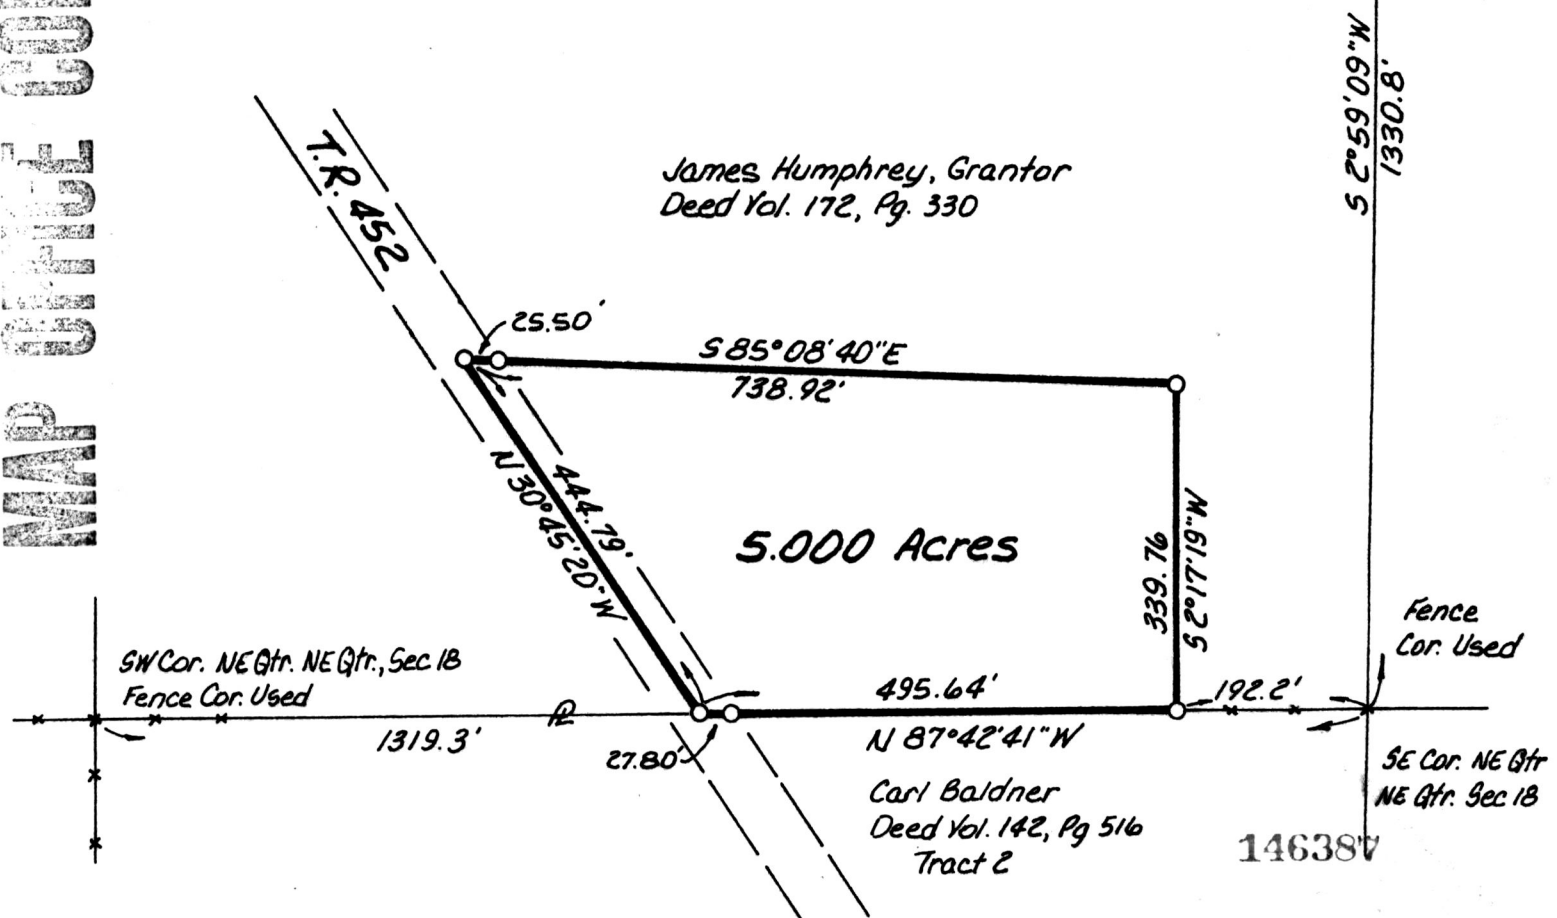 MAP OFFICE
S 2°59'09"W
1330.8'
T.R. 452
James Humphrey, Grantor
Deed Vol. 172, Pg. 330
25.50'
S 85°08'40"E
738.92'
N 30°45'20"W
444.79'
5.000 Acres
339.76
S 2°17'19"W
Fence
Cor. Used
SW Cor. NE Qtr. NE Qtr., Sec 18
Fence Cor. Used
495.64'
192.2'
1319.3'
PL
27.80'
N 87°42'41"W
SE Cor. NE Qtr
NE Qtr. Sec 18
Carl Baldner
Deed Vol. 142, Pg 516
Tract 2
146387